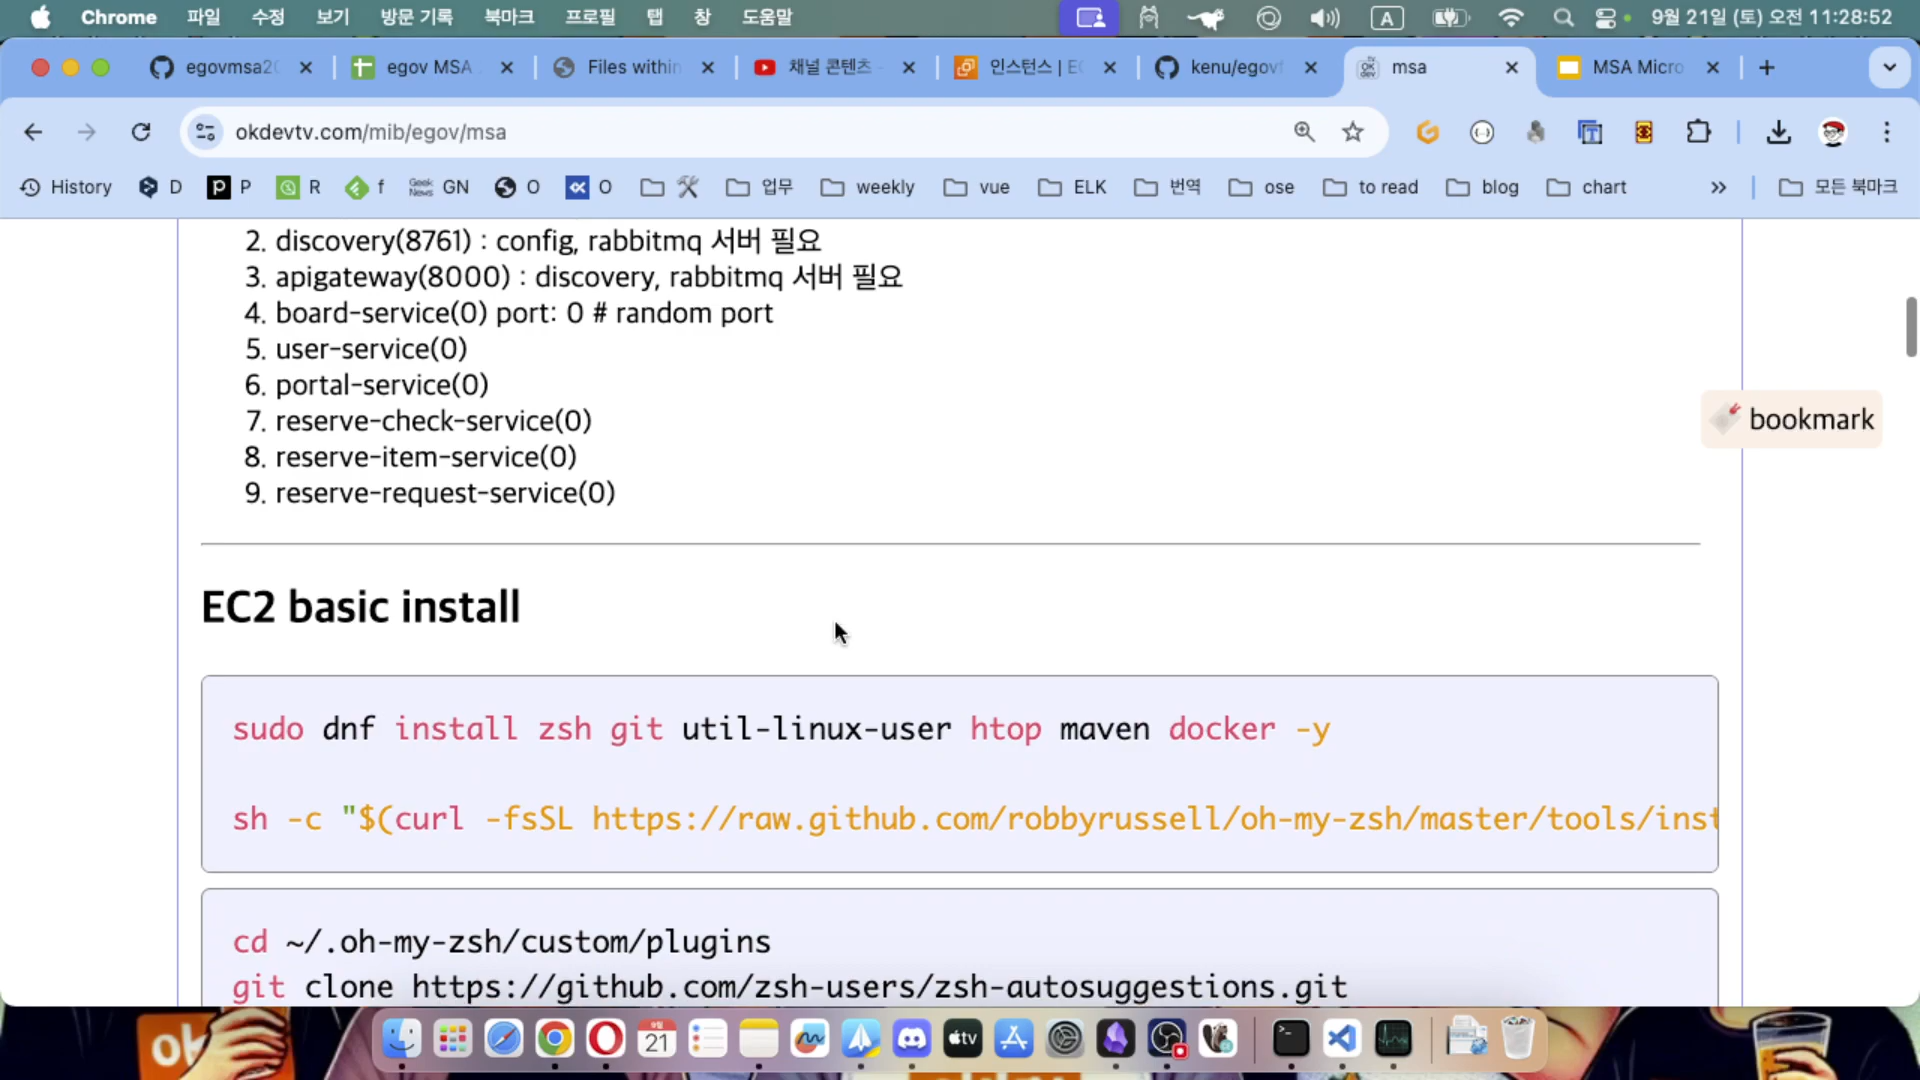 Chrome 파일 수정 보기 방문 기록 북마크 프로필 탭 창 도움말 A 9월 21일 (토) 오전 11:28:52
egovmsa20 egov MSA Files within 채널 콘텐츠 - 인스턴스 | EC kenu/egovf msa MSA Micro
okdevtv.com/mib/egov/msa
History D P R f GN O O 업무 weekly vue ELK 번역 ose to read blog chart » 모든 북마크
2. discovery(8761) : config, rabbitmq 서버 필요
3. apigateway(8000) : discovery, rabbitmq 서버 필요
4. board-service(0) port: 0 # random port
5. user-service(0)
6. portal-service(0)
7. reserve-check-service(0)
8. reserve-item-service(0)
9. reserve-request-service(0)
bookmark
EC2 basic install
sudo dnf install zsh git util-linux-user htop maven docker -y
sh -c "$(curl -fsSL https://raw.github.com/robbyrussell/oh-my-zsh/master/tools/inst
cd ~/.oh-my-zsh/custom/plugins
git clone https://github.com/zsh-users/zsh-autosuggestions.git
ok
9월
21
tv